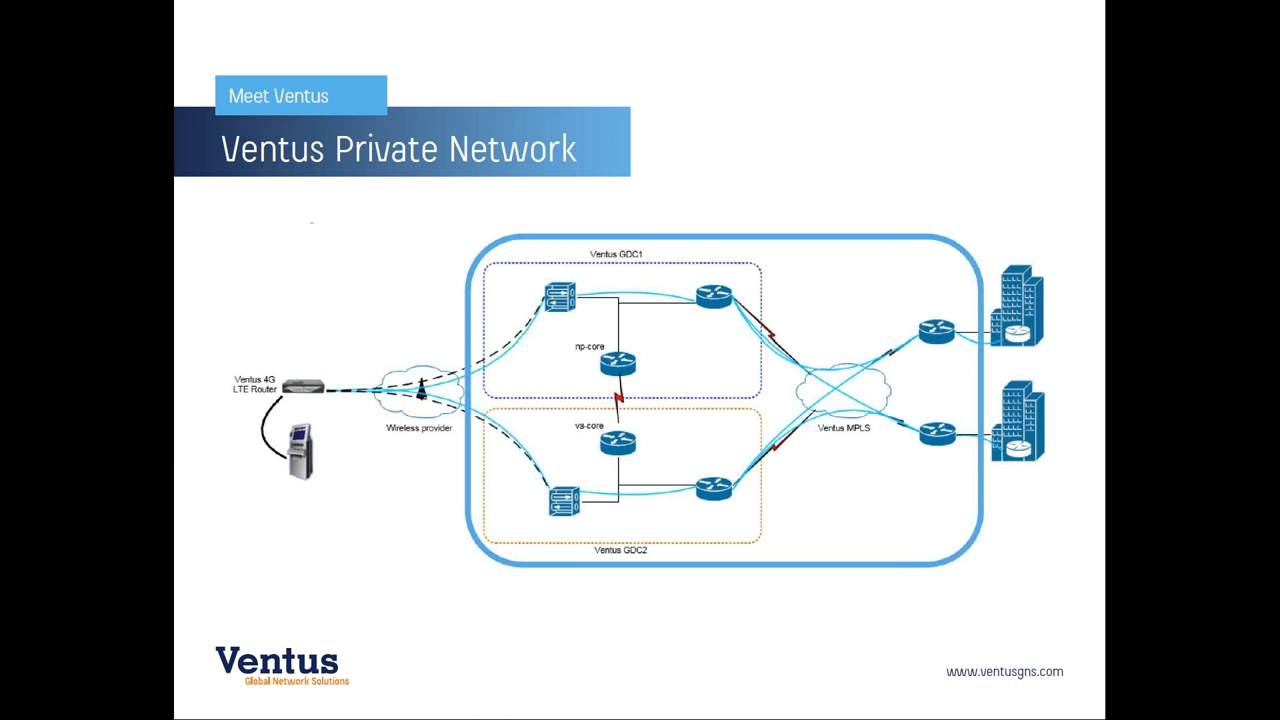 Meet Ventus
Ventus Private Network
Ventus GDC1
np-core
Ventus 4G
LTE Router
Wireless provider
va-core
Ventus MPLS
Ventus GDC2
Ventus
Global Network Solutions
www.ventusgns.com